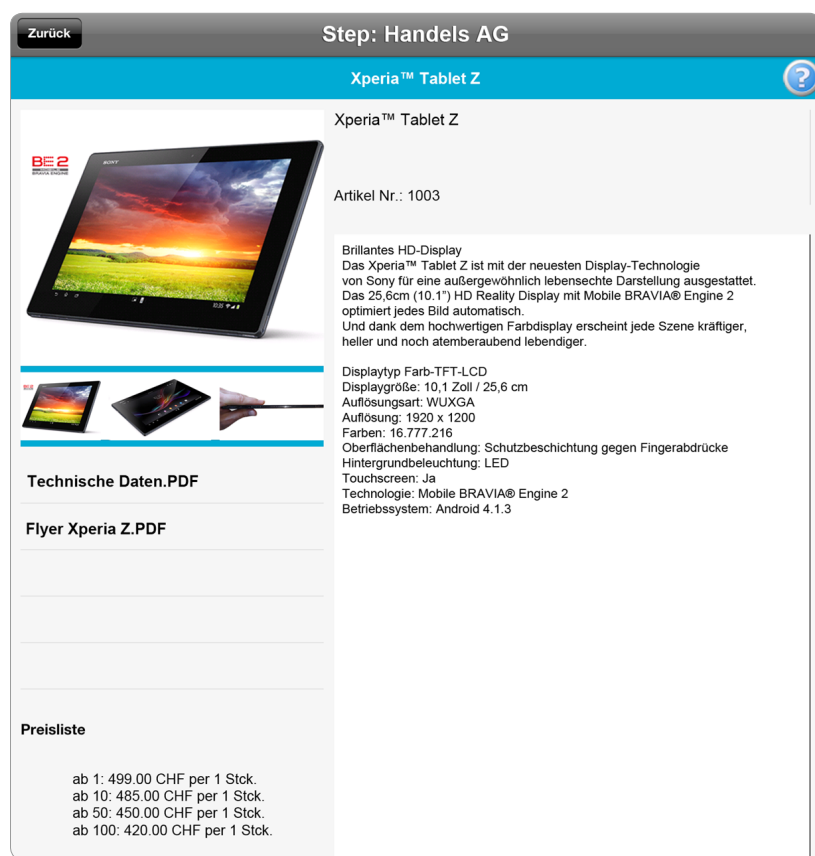 Zurück
Step: Handels AG
Xperia™ Tablet Z
?
BE 2
MOBILE
BRAVIA ENGINE
SONY
10:35
Xperia™ Tablet Z
Artikel Nr.: 1003
Brillantes HD-Display
Das Xperia™ Tablet Z ist mit der neuesten Display-Technologie
von Sony für eine außergewöhnlich lebensechte Darstellung ausgestattet.
Das 25,6cm (10.1”) HD Reality Display mit Mobile BRAVIA® Engine 2
optimiert jedes Bild automatisch.
Und dank dem hochwertigen Farbdisplay erscheint jede Szene kräftiger,
heller und noch atemberaubend lebendiger.
Displaytyp Farb-TFT-LCD
Displaygröße: 10,1 Zoll / 25,6 cm
Auflösungsart: WUXGA
Auflösung: 1920 x 1200
Farben: 16.777.216
Oberflächenbehandlung: Schutzbeschichtung gegen Fingerabdrücke
Hintergrundbeleuchtung: LED
Touchscreen: Ja
Technologie: Mobile BRAVIA® Engine 2
Betriebssystem: Android 4.1.3
Technische Daten.PDF
Flyer Xperia Z.PDF
Preisliste
ab 1: 499.00 CHF per 1 Stck.
ab 10: 485.00 CHF per 1 Stck.
ab 50: 450.00 CHF per 1 Stck.
ab 100: 420.00 CHF per 1 Stck.